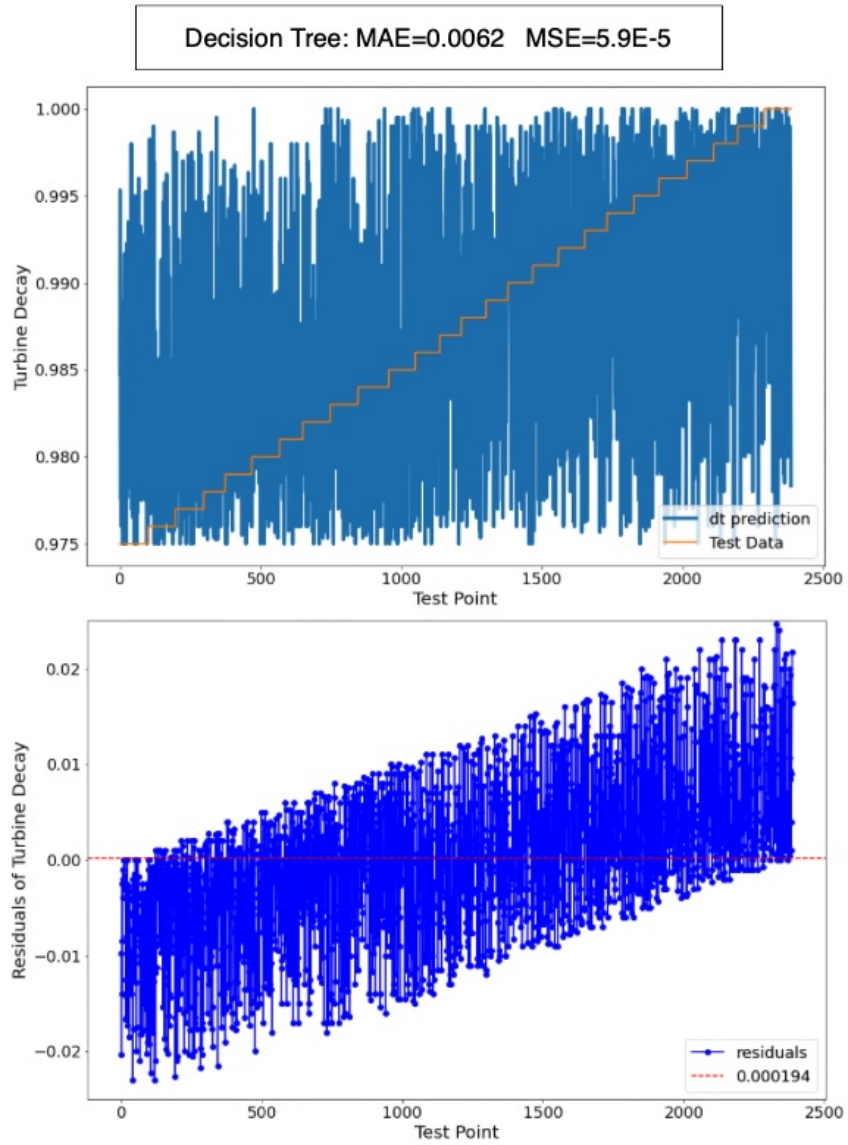 Decision Tree: MAE=0.0062 MSE=5.9E-5
1.000
0.995
0.990
0.985
0.980
0.975
Turbine Decay
dt prediction
Test Data
0 500 1000 1500 2000 2500
Test Point
0.02
0.01
0.00
−0.01
−0.02
Residuals of Turbine Decay
residuals
0.000194
0 500 1000 1500 2000 2500
Test Point